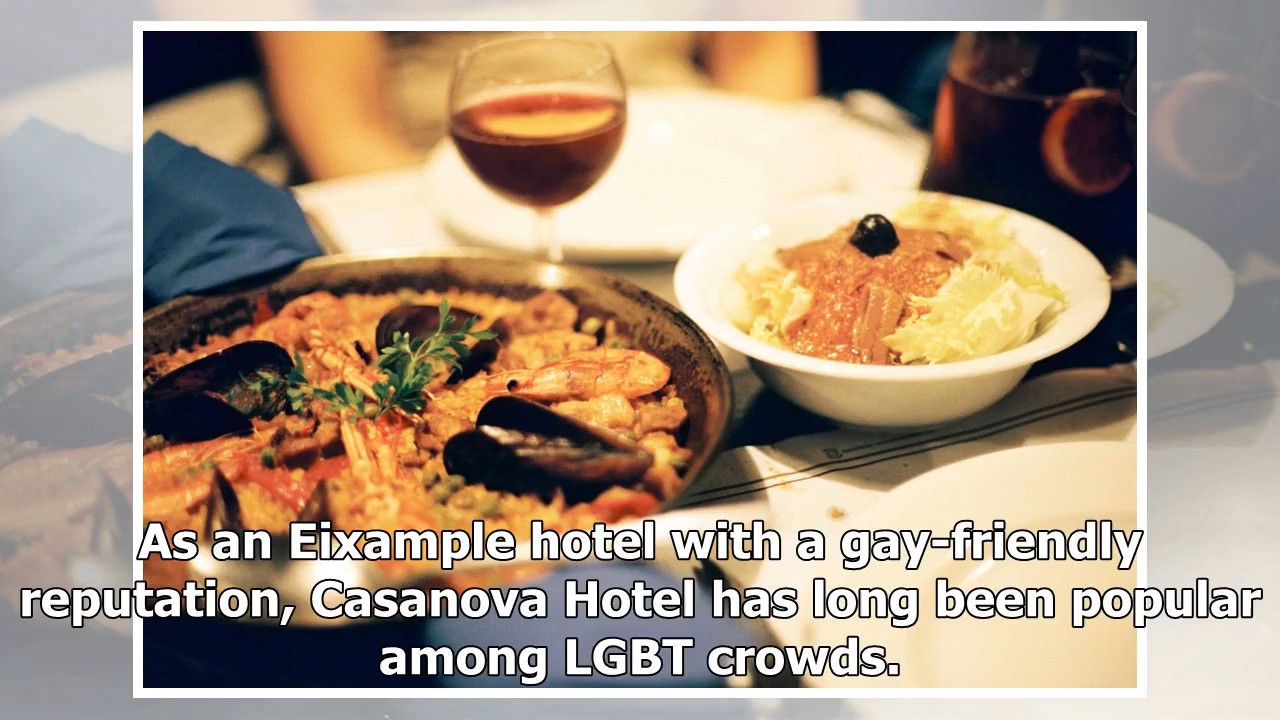 As an Eixample hotel with a gay-friendly
reputation, Casanova Hotel has long been popular
among LGBT crowds.